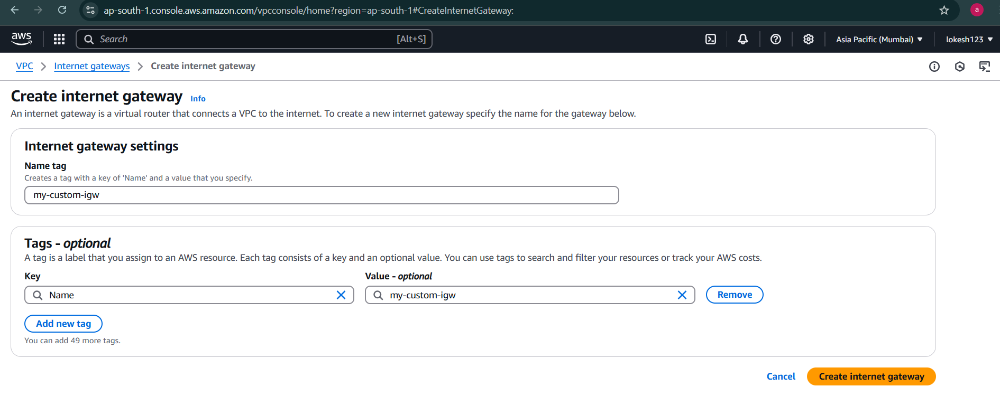 ap-south-1.console.aws.amazon.com/vpcconsole/home?region=ap-south-1#CreateInternetGateway:
a
aws
Search
[Alt+S]
Asia Pacific (Mumbai)
lokesh123
VPC
Internet gateways
Create internet gateway
Create internet gateway Info
An internet gateway is a virtual router that connects a VPC to the internet. To create a new internet gateway specify the name for the gateway below.
Internet gateway settings
Name tag
Creates a tag with a key of 'Name' and a value that you specify.
my-custom-igw
Tags - optional
A tag is a label that you assign to an AWS resource. Each tag consists of a key and an optional value. You can use tags to search and filter your resources or track your AWS costs.
Key
Value - optional
Name
my-custom-igw
Remove
Add new tag
You can add 49 more tags.
Cancel
Create internet gateway